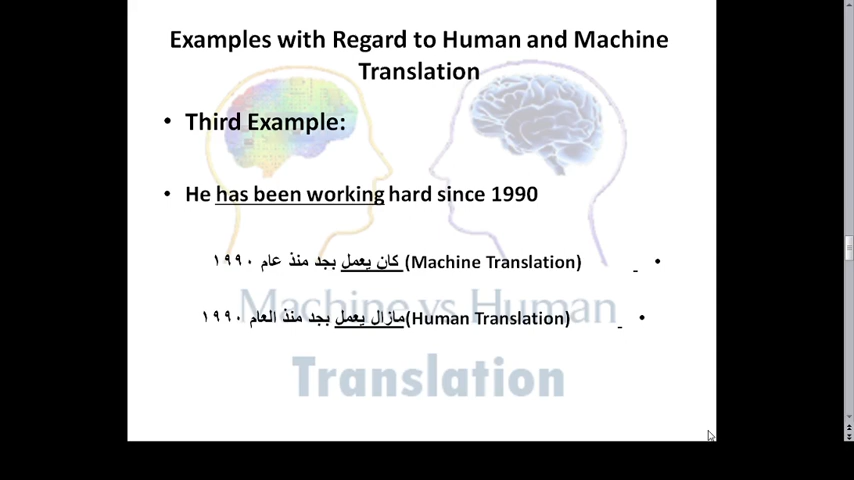 Examples with Regard to Human and Machine
Translation
• Third Example:
• He has been working hard since 1990
• - (Machine Translation) كان يعمل بجد منذ عام ١٩٩٠
• - (Human Translation) مازال يعمل بجد منذ العام ١٩٩٠
Machine vs Human
Translation